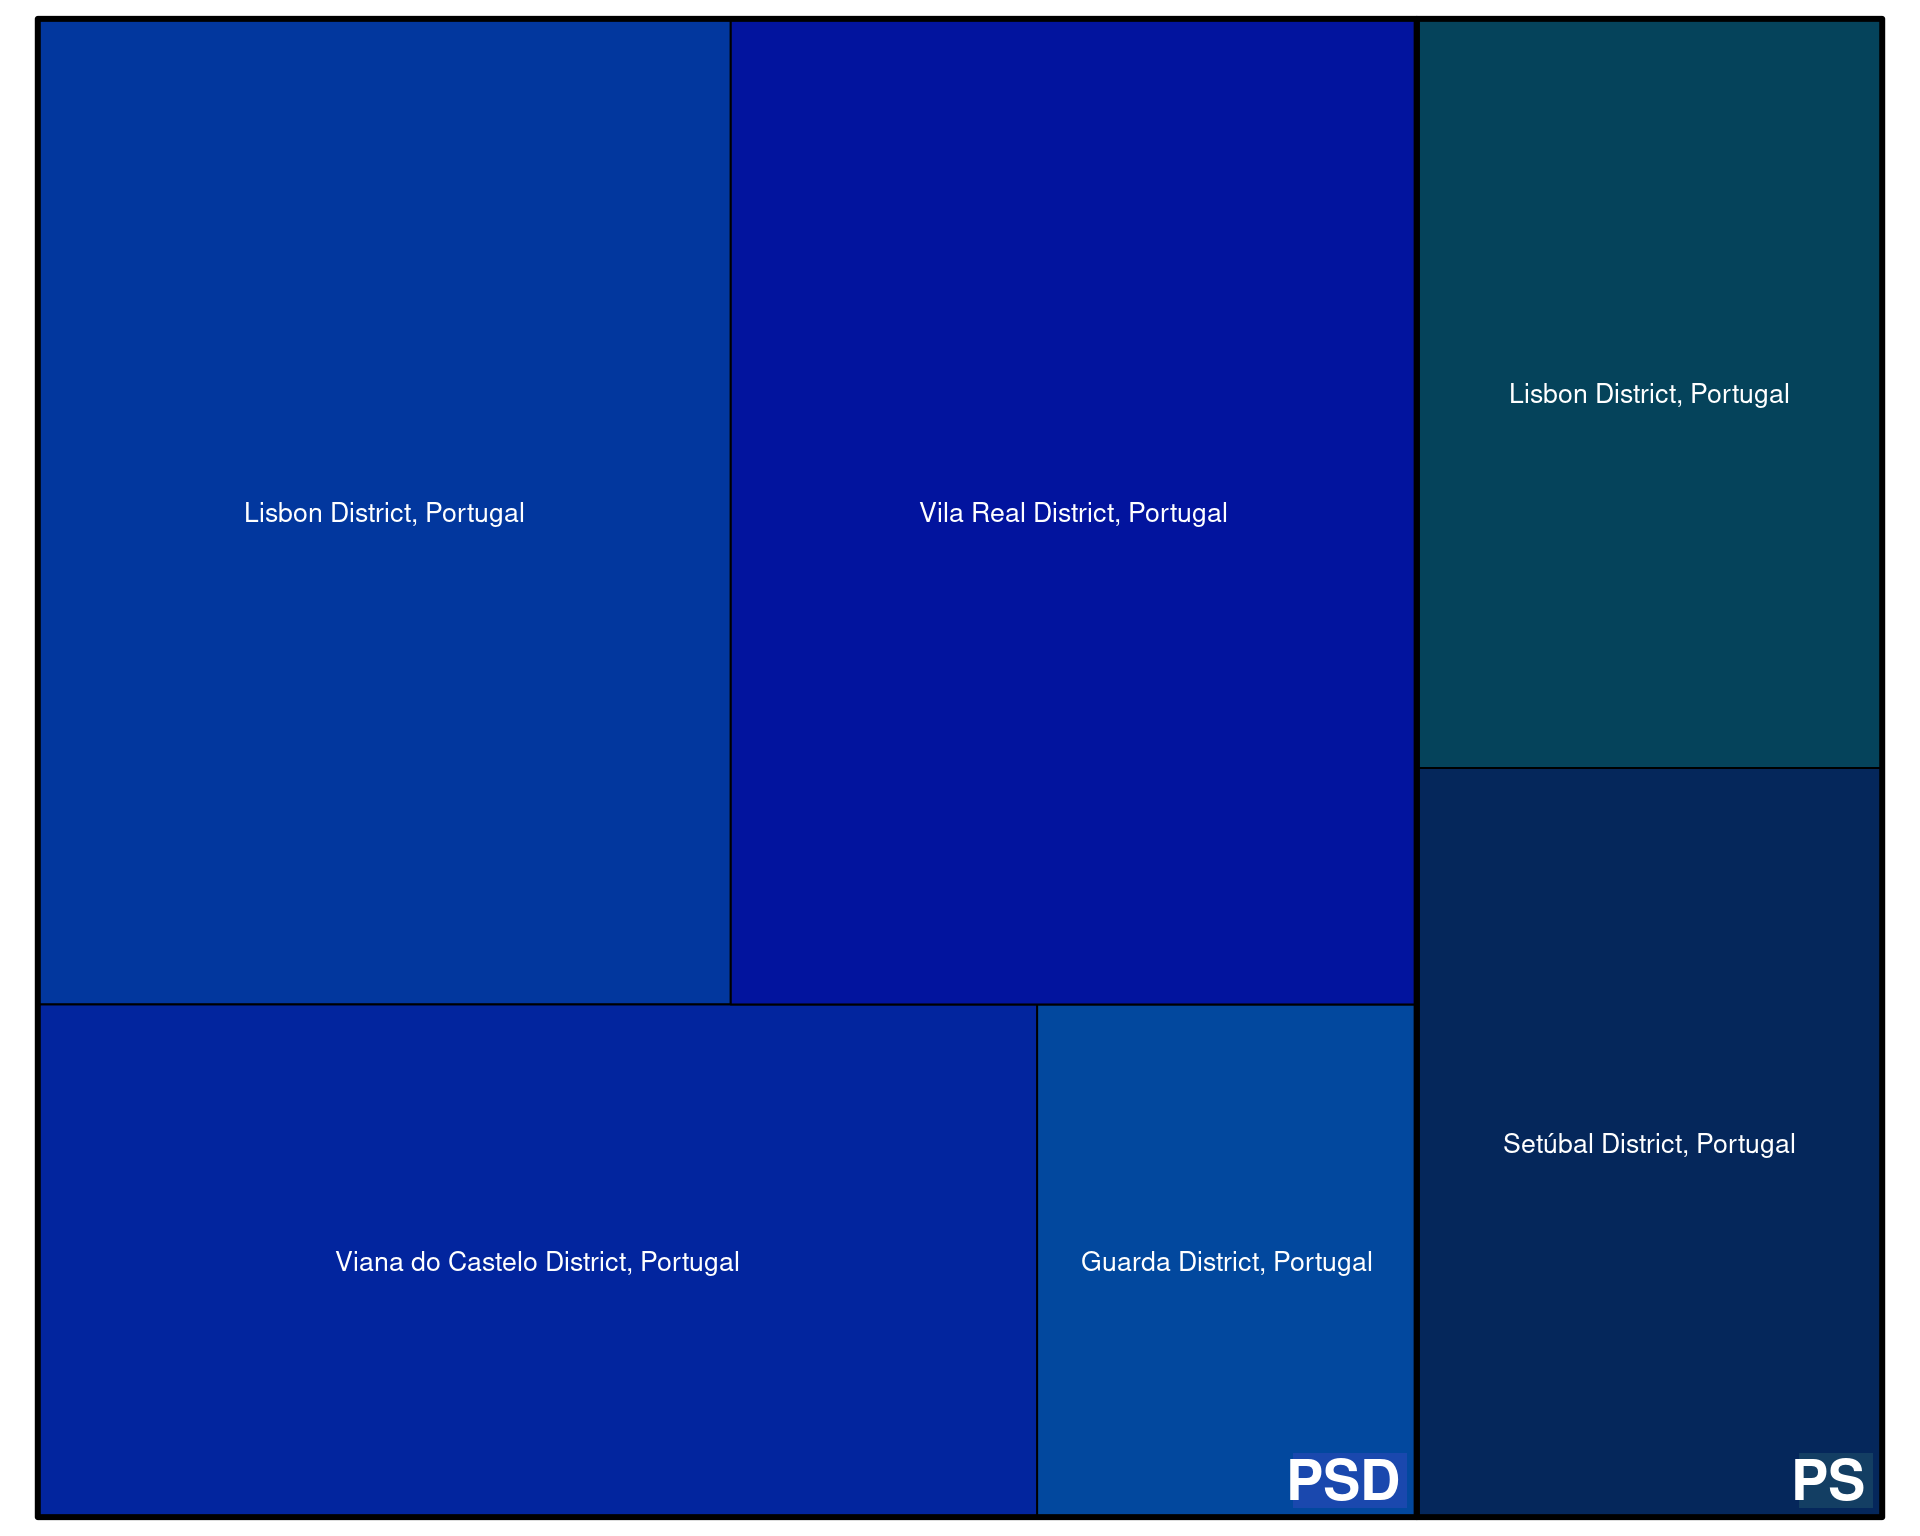 Lisbon District, Portugal
Vila Real District, Portugal
Viana do Castelo District, Portugal
Guarda District, Portugal
PSD
Lisbon District, Portugal
Setúbal District, Portugal
PS